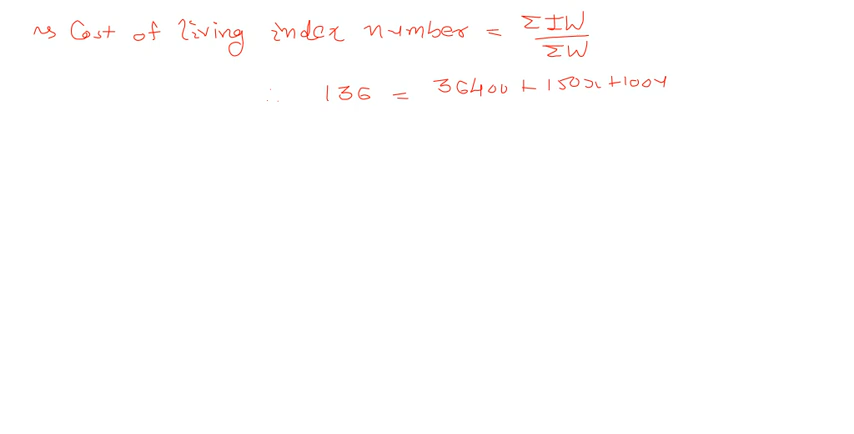 ⇝ Cost of living index number = ΣIW / ΣW
∴ 136 = 36400 + 150x + 100y